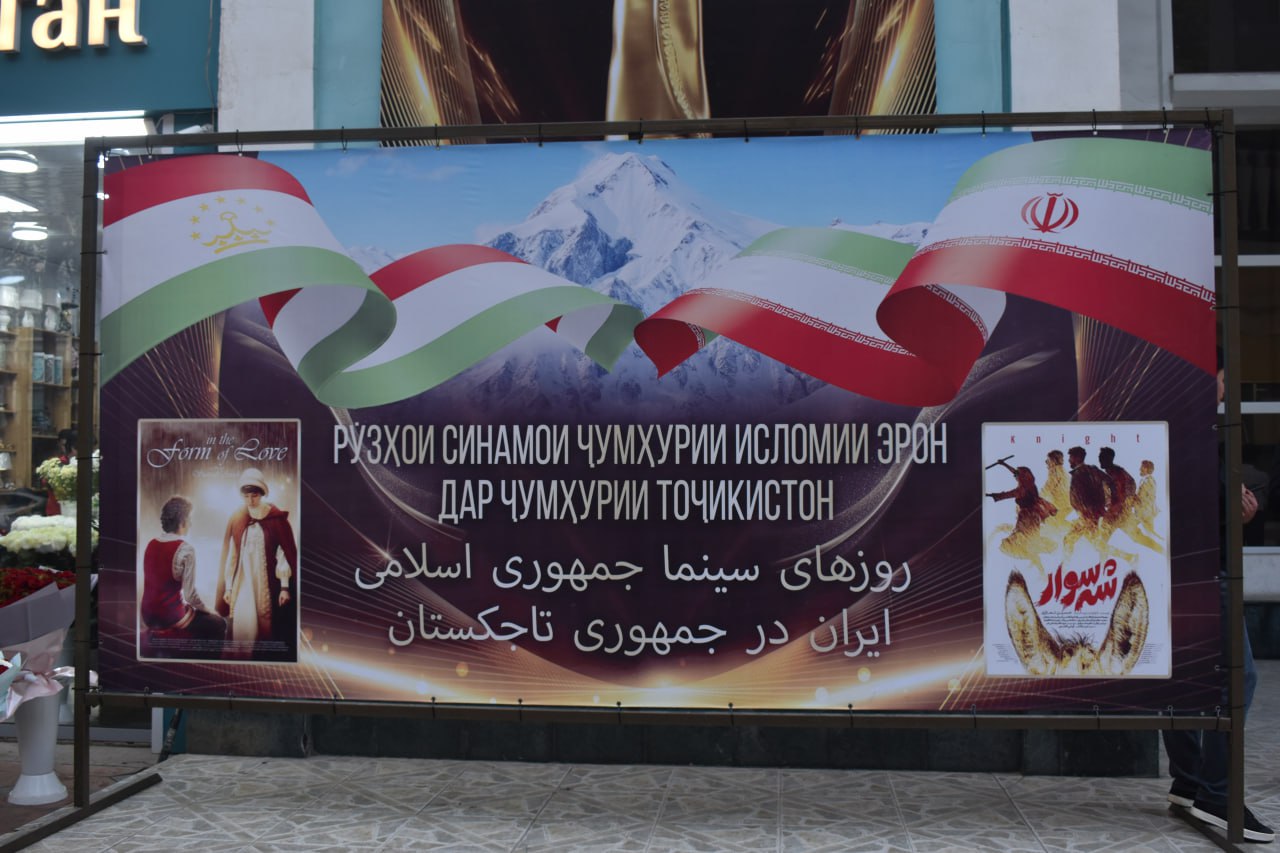 тан
РӮЗҲОИ СИНАМОИ ҶУМҲУРИИ ИСЛОМИИ ЭРОН
ДАР ҶУМҲУРИИ ТОҶИКИСТОН
روزهای سینما جمهوری اسلامی
ایران در جمهوری تاجکستان
in the
Form of Love
Knight
شه سوار